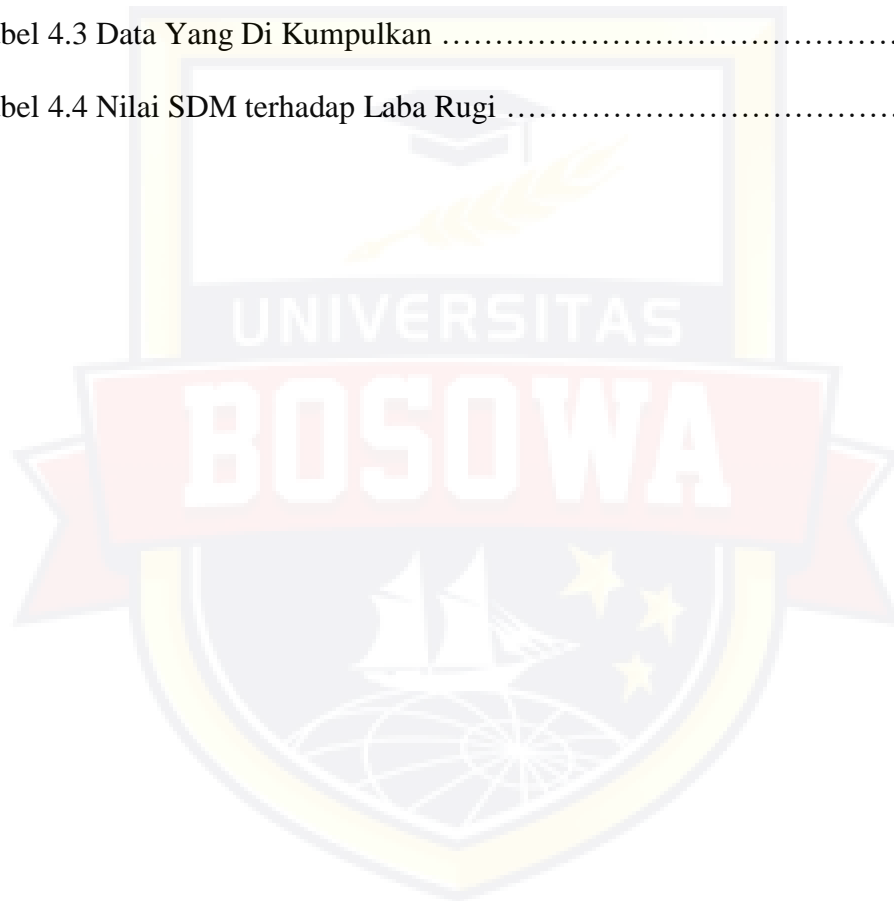 bel 4.3 Data Yang Di Kumpulkan ……………………………………
bel 4.4 Nilai SDM terhadap Laba Rugi ………………………………
UNIVERSITAS
BOSOWA